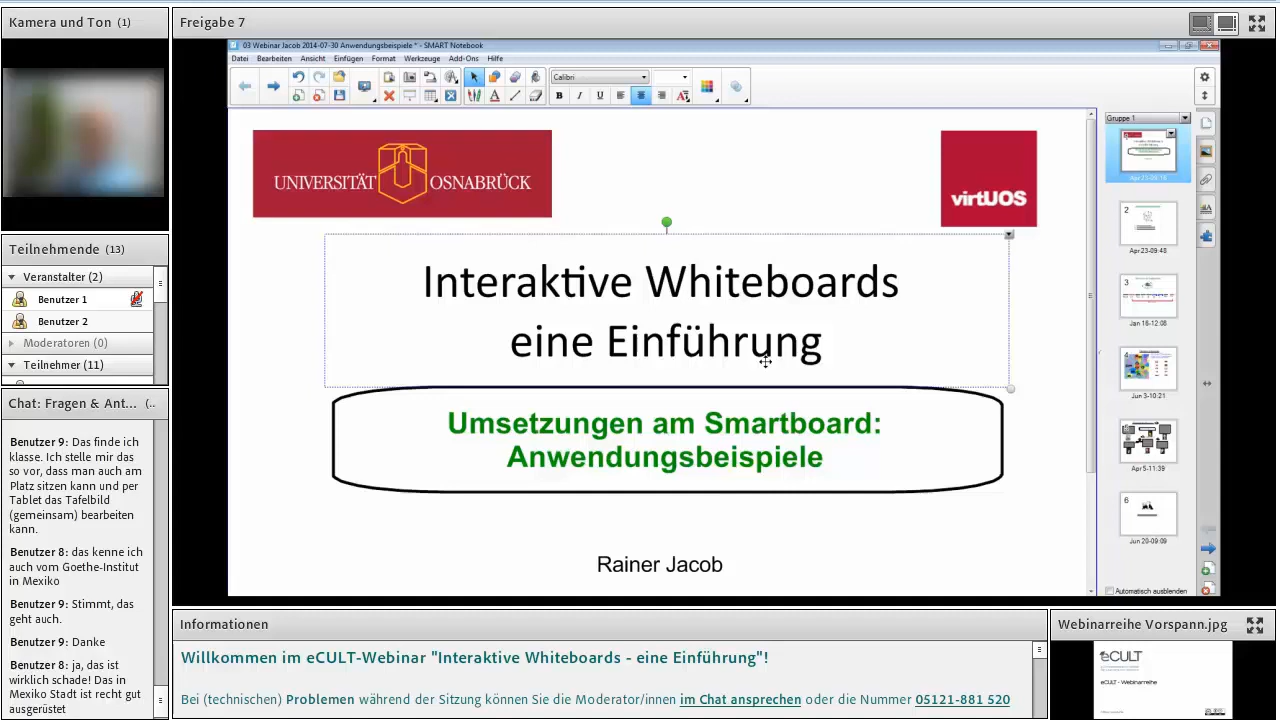 Kamera und Ton (1)
Freigabe 7
03 Webinar Jacob 2014-07-30 Anwendungsbeispiele * - SMART Notebook
Datei Bearbeiten Ansicht Einfügen Format Werkzeuge Add-Ons Hilfe
Calibri
B I U
UNIVERSITÄT OSNABRÜCK
virtUOS
Interaktive Whiteboards
eine Einführung
Umsetzungen am Smartboard:
Anwendungsbeispiele
Rainer Jacob
Gruppe 1
2
Apr 23-09:48
3
Jan 16-12:08
4
Jun 3-10:21
Apr 5-11:39
6
Jun 20-09:09
Automatisch ausblenden
Teilnehmende (13)
Veranstalter (2)
Benutzer 1
Benutzer 2
Moderatoren (0)
Teilnehmer (11)
Chat: Fragen & Ant... (..
Benutzer 9: Das finde ich
klasse. Ich stelle mir das
so vor, dass man auch am
Platz sitzen kann und per
Tablet das Tafelbild
(gemeinsam) bearbeiten
kann.
Benutzer 8: das kenne ich
auch vom Goethe-Institut
in Mexiko
Benutzer 9: Stimmt, das
geht auch.
Benutzer 9: Danke
Benutzer 8: ja, das ist
wirklich schade! Das in
Mexiko Stadt ist recht gut
ausgerüstet
Informationen
Willkommen im eCULT-Webinar "Interaktive Whiteboards - eine Einführung"!
Bei (technischen) Problemen während der Sitzung können Sie die Moderator/innen im Chat ansprechen oder die Nummer 05121-881 520
Webinarreihe Vorspann.jpg
eCULT
eCULT - Webinarreihe